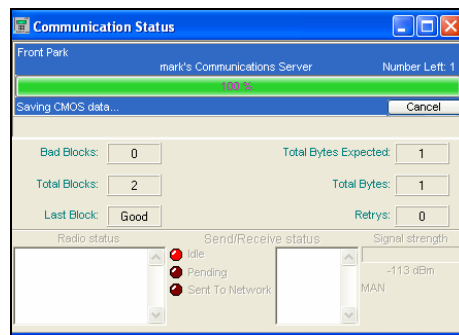 Communication Status
Front Park
mark's Communications Server Number Left: 1
100 %
Saving CMOS data... Cancel
Bad Blocks: 0 Total Bytes Expected: 1
Total Blocks: 2 Total Bytes: 1
Last Block: Good Retrys: 0
Radio status Send/Receive status Signal strength
Idle
Pending -113 dBm
Sent To Network MAN